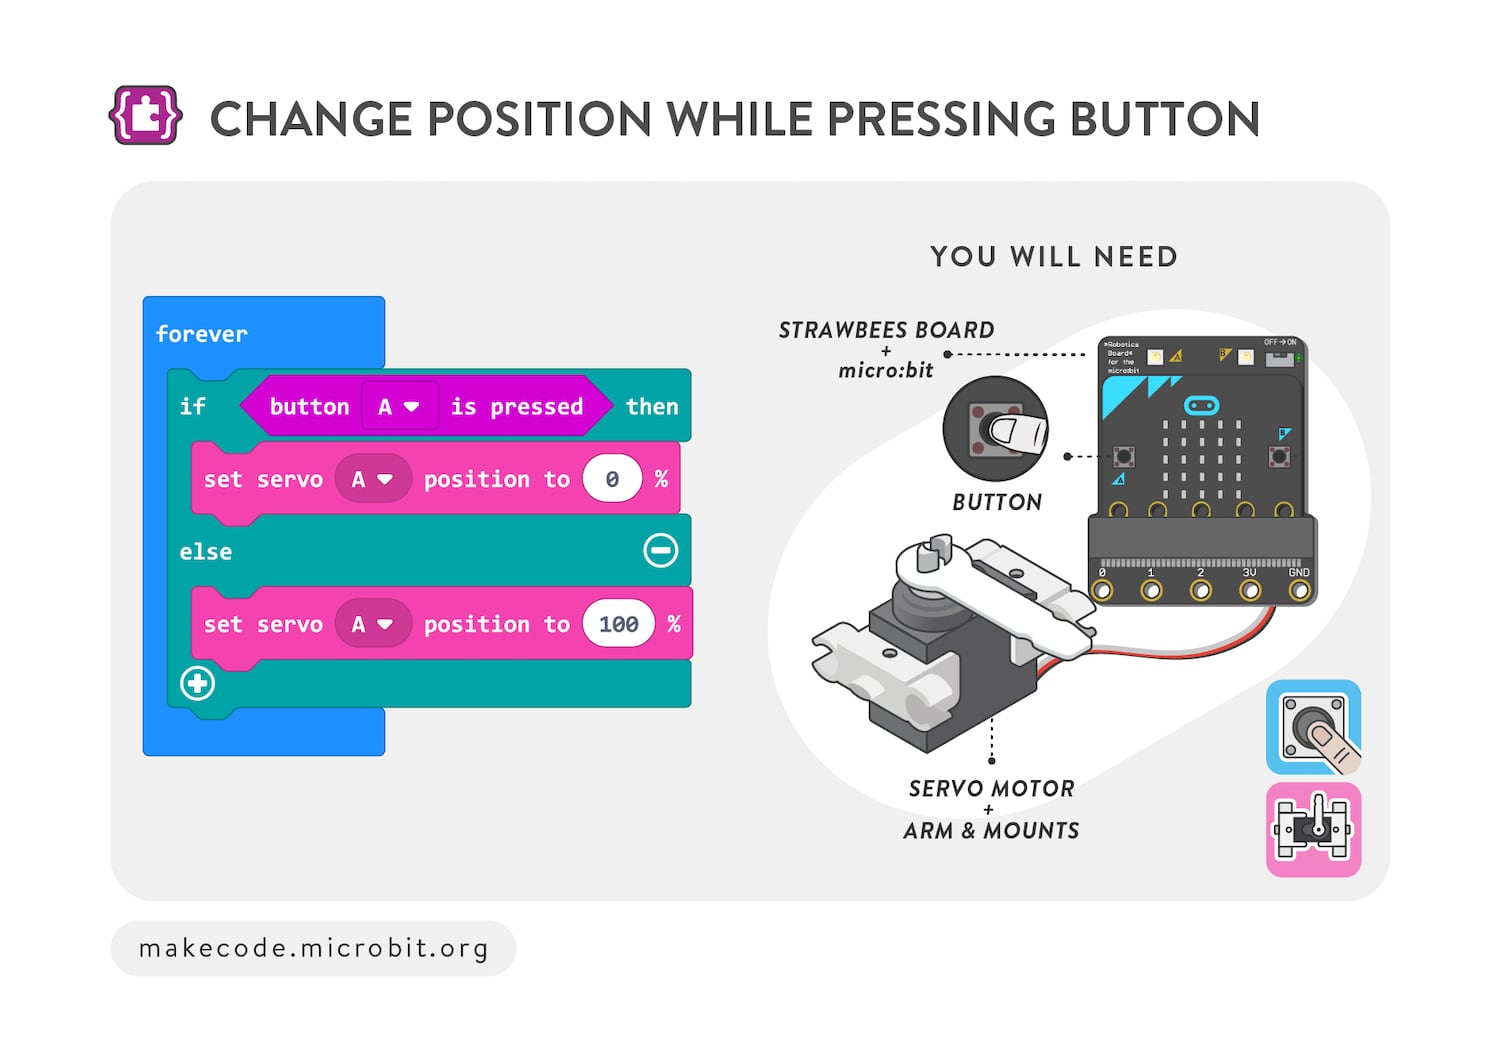 CHANGE POSITION WHILE PRESSING BUTTON
forever
if button A is pressed then
set servo A position to 0 %
else
set servo A position to 100 %
YOU WILL NEED
STRAWBEES BOARD
+
micro:bit
BUTTON
SERVO MOTOR
+
ARM & MOUNTS
>Robotics
Board<
for the
micro:bit
A
B
OFF→ON
B
A
0 1 2 3V GND
makecode.microbit.org